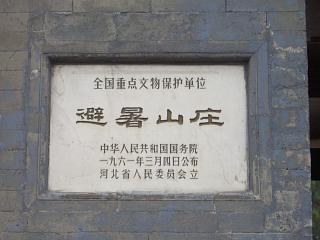 全国重点文物保护单位
避暑山庄
中华人民共和国国务院
一九六一年三月四日公布
河北省人民委员会立